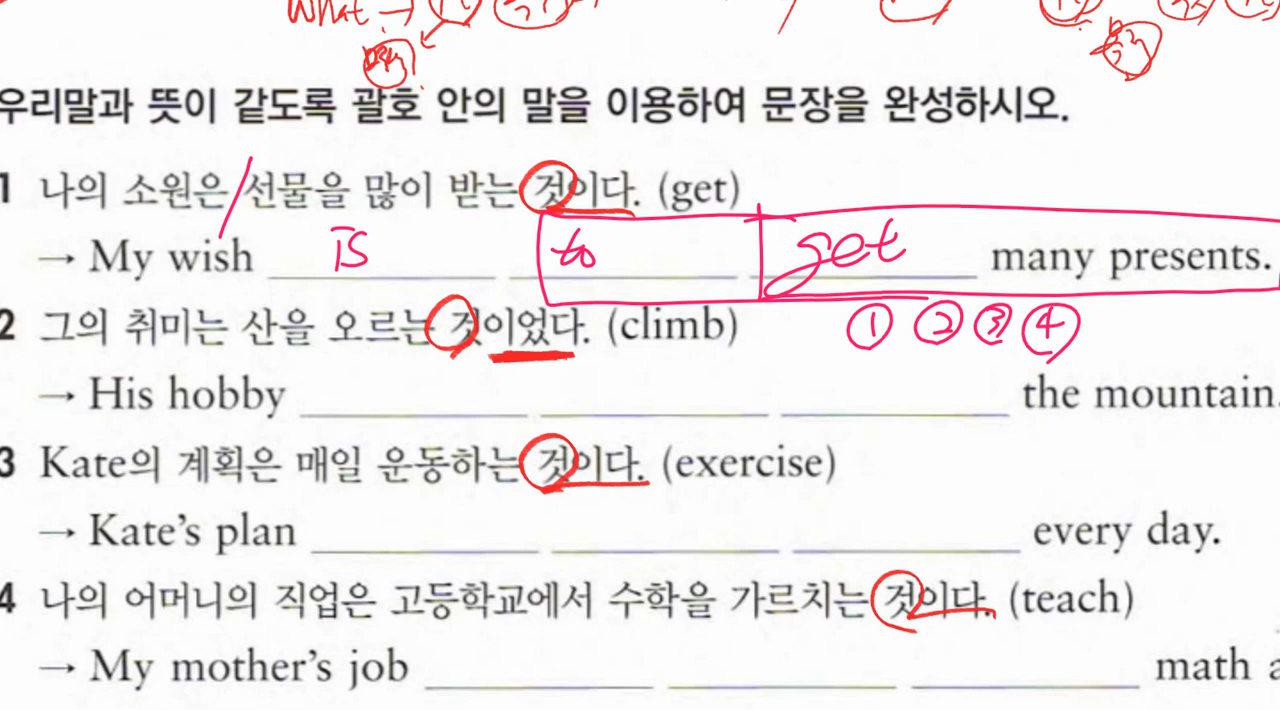 What →
우리말과 뜻이 같도록 괄호 안의 말을 이용하여 문장을 완성하시오.
1 나의 소원은 / 선물을 많이 받는 것이다. (get)
→ My wish is to get many presents.
① ② ③ ④
2 그의 취미는 산을 오르는 것이었다. (climb)
→ His hobby the mountain.
3 Kate의 계획은 매일 운동하는 것이다. (exercise)
→ Kate's plan every day.
4 나의 어머니의 직업은 고등학교에서 수학을 가르치는 것이다. (teach)
→ My mother's job math a